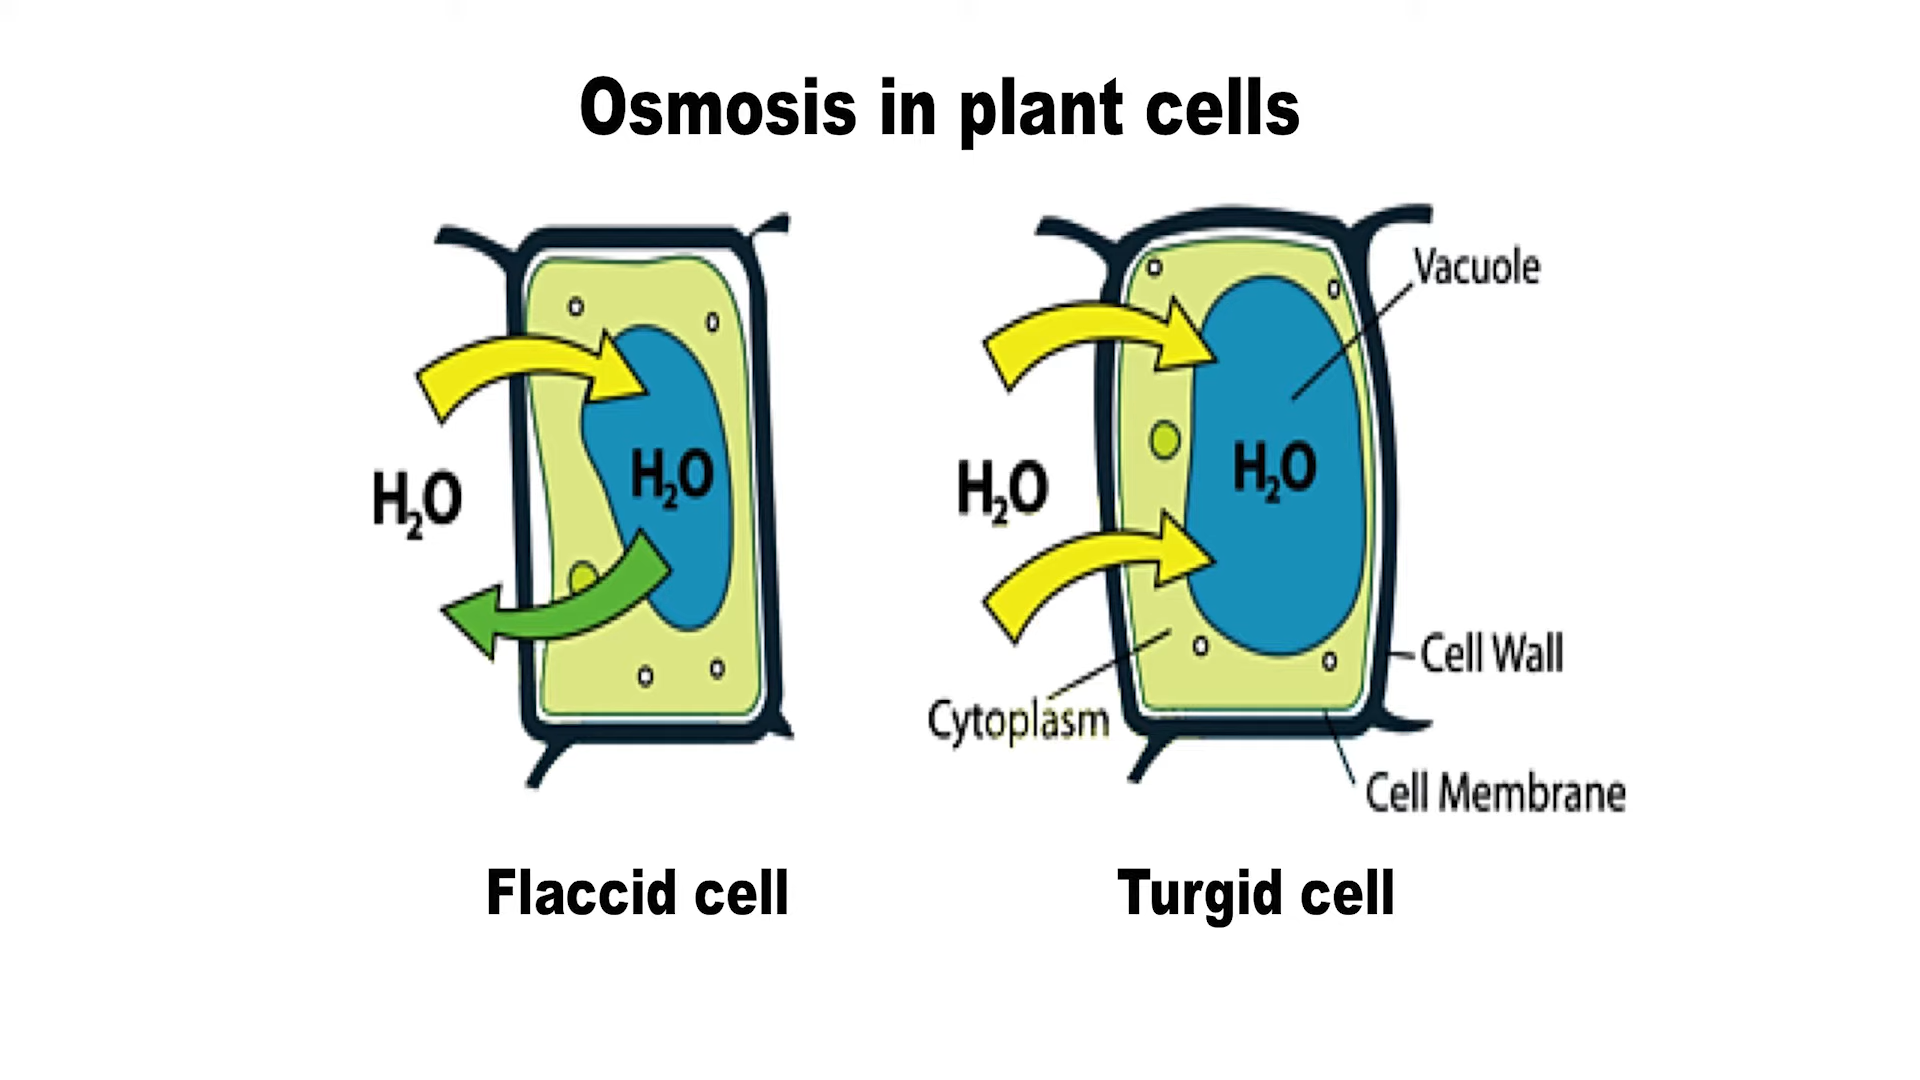 Osmosis in plant cells
Vacuole
H₂O
H₂O
H₂O
H₂O
Cell Wall
Cytoplasm
Cell Membrane
Flaccid cell
Turgid cell